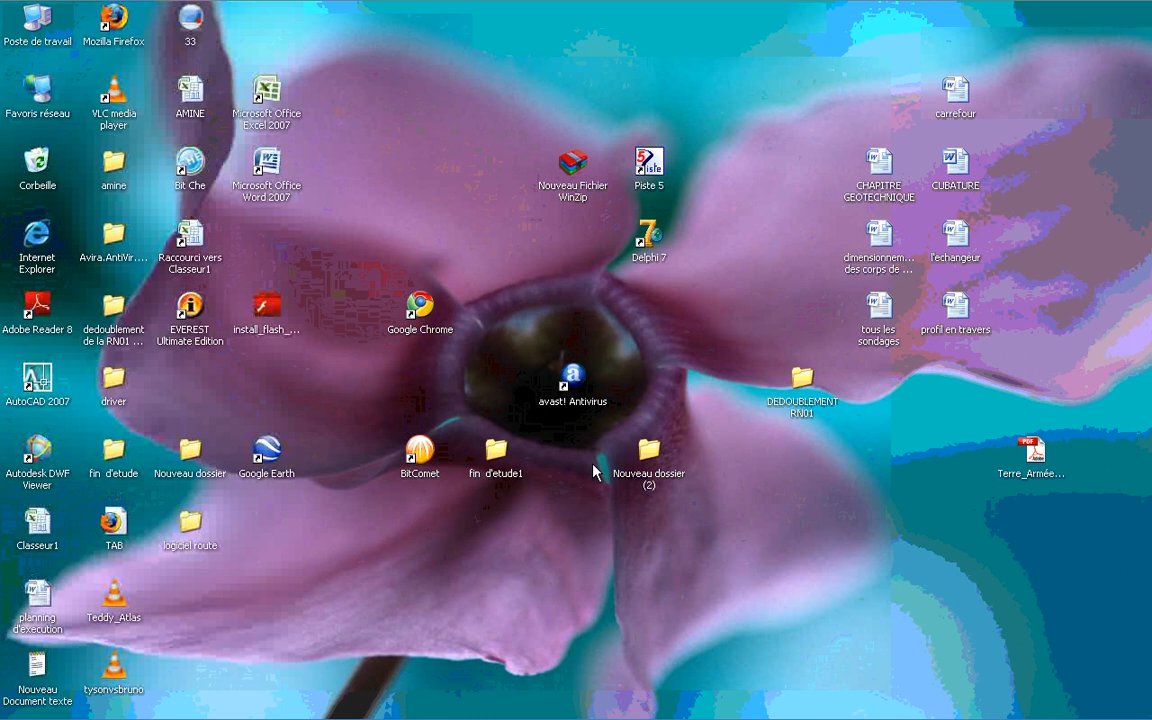 Poste de travail
Mozilla Firefox
33
Favoris réseau
VLC media
player
AMINE
Microsoft Office
Excel 2007
carrefour
Corbeille
amine
Bit Che
Microsoft Office
Word 2007
Nouveau Fichier
WinZip
5
iste
Piste 5
CHAPITRE
GEOTECHNIQUE
CUBATURE
Internet
Explorer
Avira.AntiVir....
Raccourci vers
Classeur1
7
Delphi 7
dimensionnem...
des corps de ...
l'echangeur
Adobe Reader 8
dedoublement
de la RN01 ...
EVEREST
Ultimate Edition
install_flash_...
Google Chrome
tous les
sondages
profil en travers
AutoCAD 2007
driver
a
avast! Antivirus
DEDOUBLEMENT
RN01
Autodesk DWF
Viewer
fin d'etude
Nouveau dossier
Google Earth
BitComet
fin d'etude1
Nouveau dossier
(2)
PDF
Adobe
Terre_Armée...
Classeur1
TAB
logiciel route
planning
d'execution
Teddy_Atlas
Nouveau
Document texte
tysonvsbruno